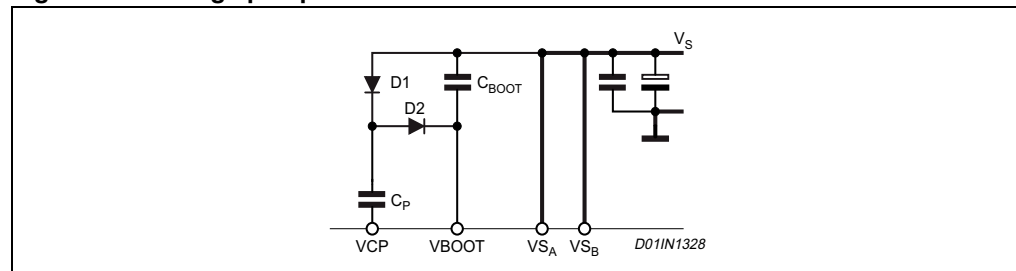 V_S
D1
C_BOOT
D2
C_P
VCP VBOOT VS_A VS_B D01IN1328